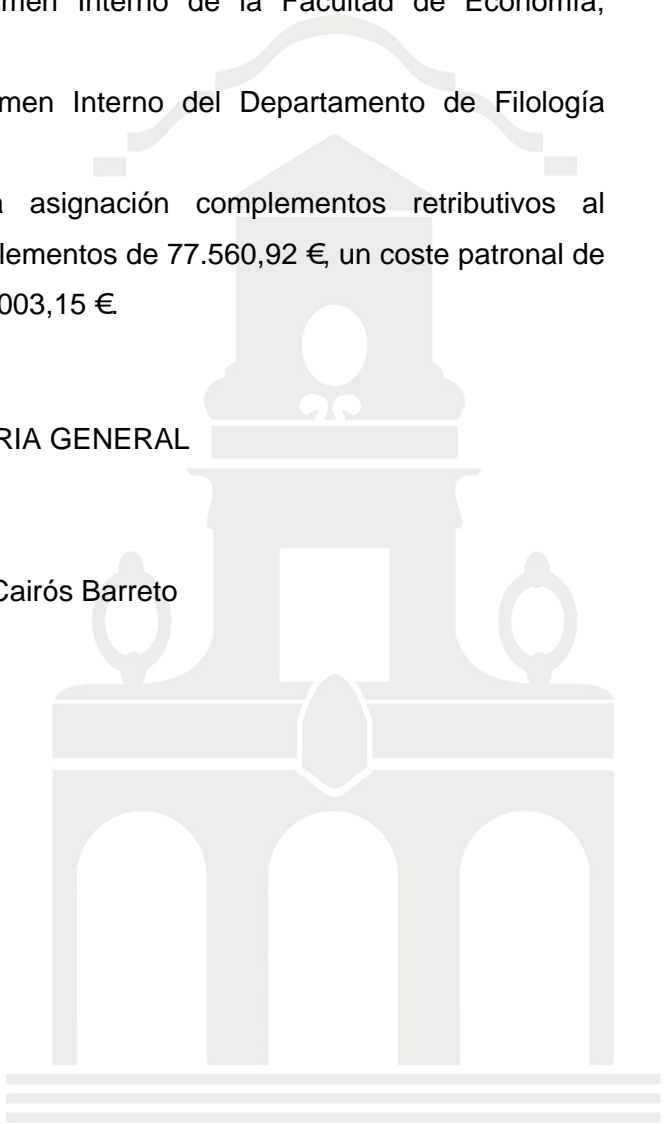 men Interno de la Facultad de Economía,
men Interno del Departamento de Filología
asignación complementos retributivos al
lementos de 77.560,92 €, un coste patronal de
003,15 €.
RIA GENERAL
Cairós Barreto